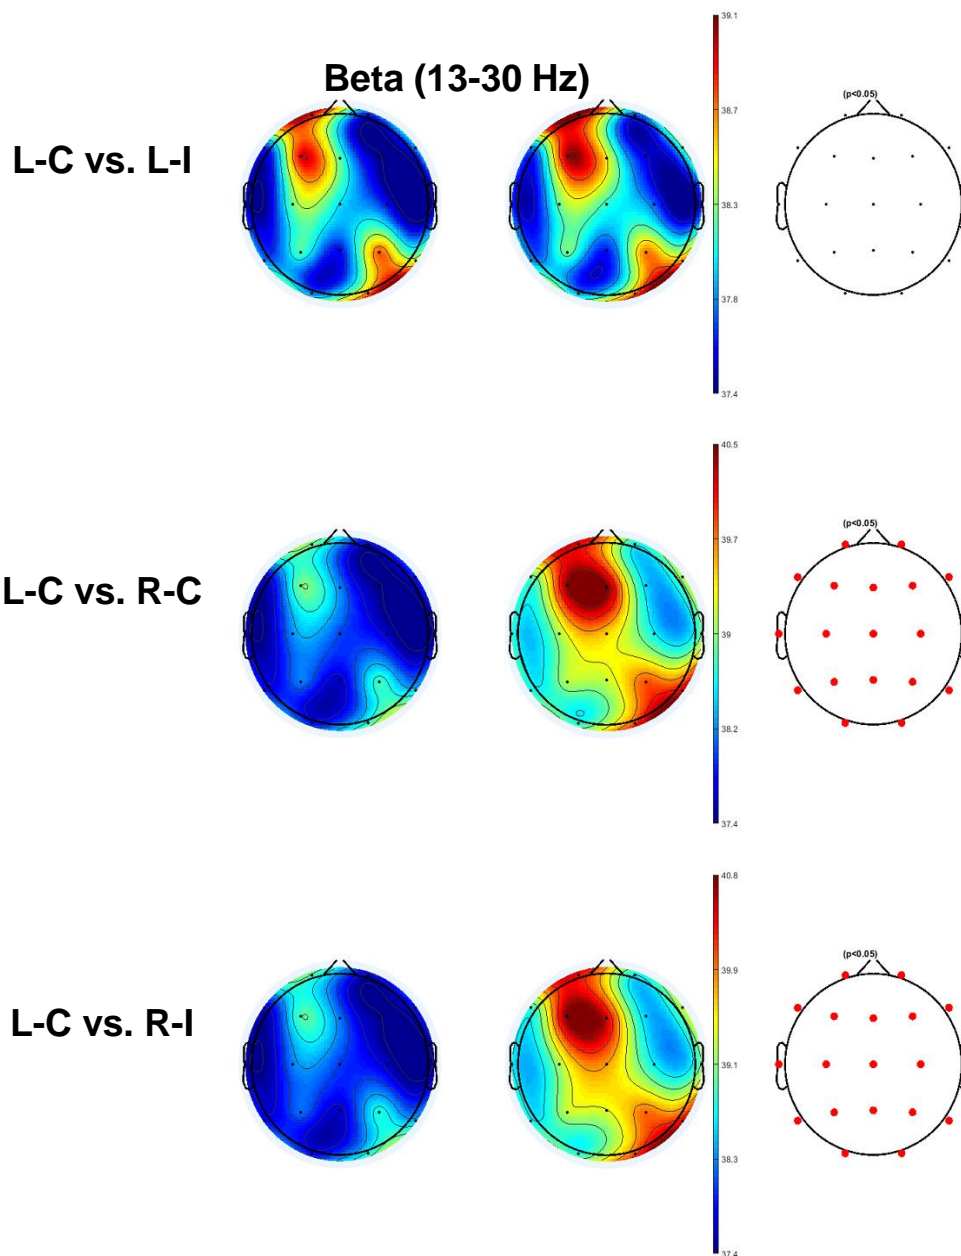 Beta (13-30 Hz)
L-C vs. L-I
39.1
38.7
38.3
37.8
37.4
(p<0.05)
L-C vs. R-C
40.5
39.7
39
38.2
37.4
(p<0.05)
L-C vs. R-I
40.8
39.9
39.1
38.3
37.4
(p<0.05)